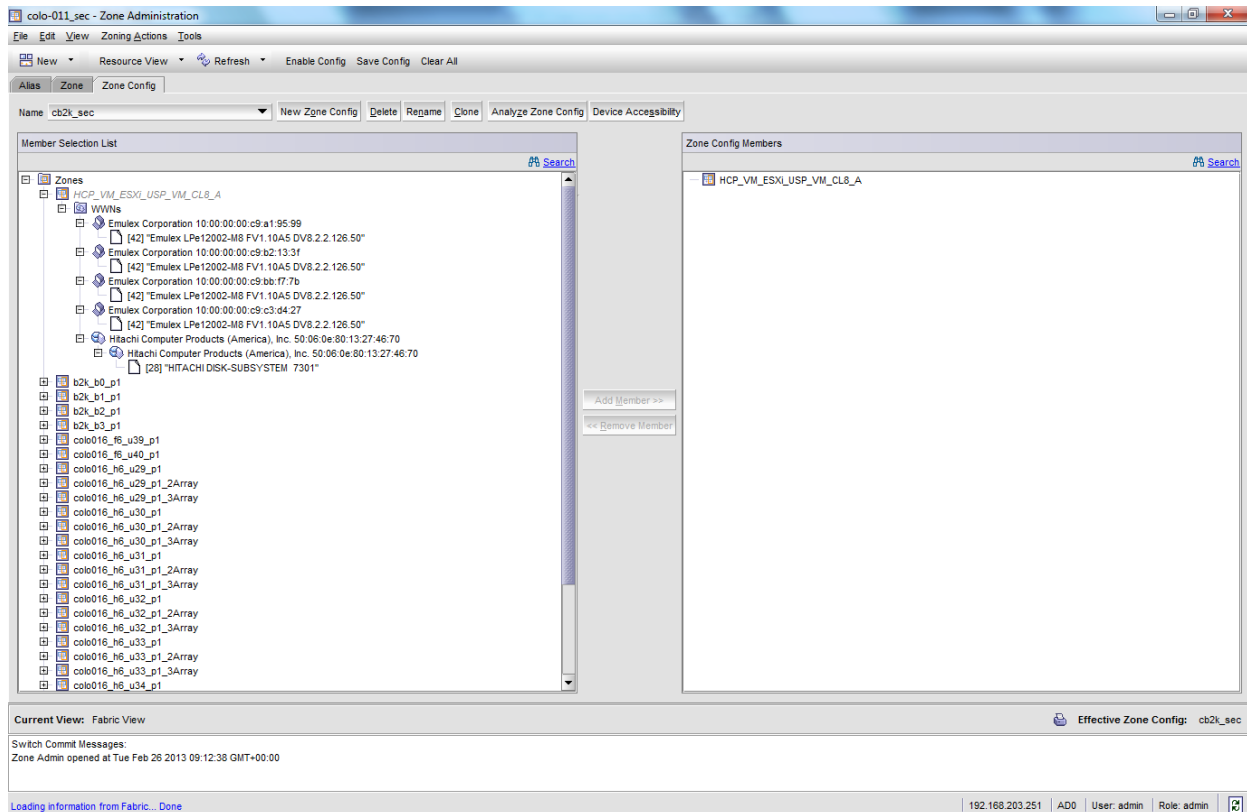 colo-011_sec - Zone Administration
File Edit View Zoning Actions Tools
New Resource View Refresh Enable Config Save Config Clear All
Alias Zone Zone Config
Name cb2k_sec New Zone Config Delete Rename Clone Analyze Zone Config Device Accessibility
Member Selection List
Search
Zones
HCP_VM_ESXi_USP_VM_CL8_A
WWNs
Emulex Corporation 10:00:00:00:c9:a1:95:99
[42] "Emulex LPe12002-M8 FV1.10A5 DV8.2.2.126.50"
Emulex Corporation 10:00:00:00:c9:b2:13:3f
[42] "Emulex LPe12002-M8 FV1.10A5 DV8.2.2.126.50"
Emulex Corporation 10:00:00:00:c9:bb:f7:7b
[42] "Emulex LPe12002-M8 FV1.10A5 DV8.2.2.126.50"
Emulex Corporation 10:00:00:00:c9:c3:d4:27
[42] "Emulex LPe12002-M8 FV1.10A5 DV8.2.2.126.50"
Hitachi Computer Products (America), Inc. 50:06:0e:80:13:27:46:70
Hitachi Computer Products (America), Inc. 50:06:0e:80:13:27:46:70
[28] "HITACHI DISK-SUBSYSTEM 7301"
b2k_b0_p1
b2k_b1_p1
b2k_b2_p1
b2k_b3_p1
colo016_f6_u39_p1
colo016_f6_u40_p1
colo016_h6_u29_p1
colo016_h6_u29_p1_2Array
colo016_h6_u29_p1_3Array
colo016_h6_u30_p1
colo016_h6_u30_p1_2Array
colo016_h6_u30_p1_3Array
colo016_h6_u31_p1
colo016_h6_u31_p1_2Array
colo016_h6_u31_p1_3Array
colo016_h6_u32_p1
colo016_h6_u32_p1_2Array
colo016_h6_u32_p1_3Array
colo016_h6_u33_p1
colo016_h6_u33_p1_2Array
colo016_h6_u33_p1_3Array
colo016_h6_u34_p1
Add Member >>
<< Remove Member
Zone Config Members
Search
HCP_VM_ESXi_USP_VM_CL8_A
Current View: Fabric View Effective Zone Config: cb2k_sec
Switch Commit Messages:
Zone Admin opened at Tue Feb 26 2013 09:12:38 GMT+00:00
Loading information from Fabric... Done 192.168.203.251 AD0 User: admin Role: admin